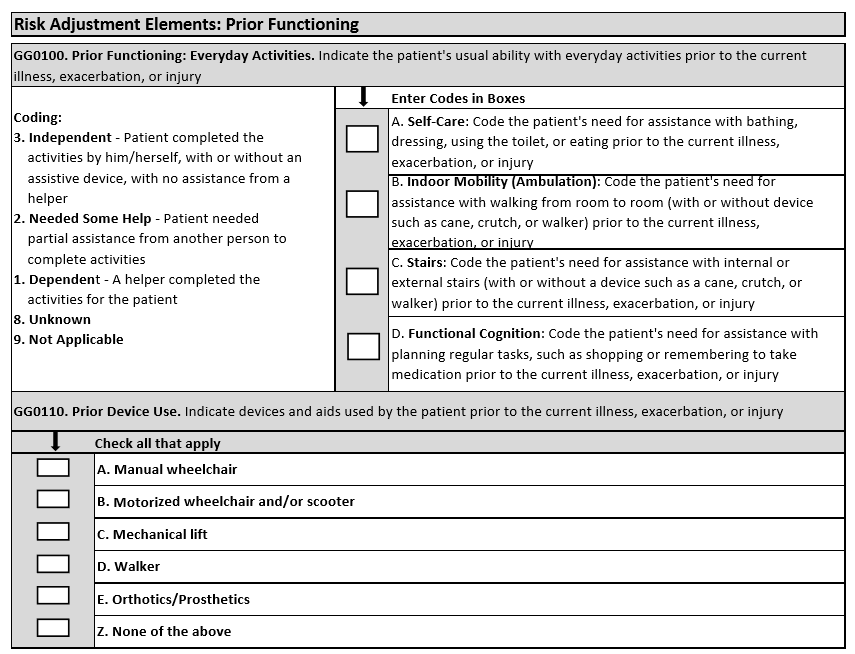 Risk Adjustment Elements: Prior Functioning
GG0100. Prior Functioning: Everyday Activities. Indicate the patient's usual ability with everyday activities prior to the current
illness, exacerbation, or injury
Coding:
3. Independent - Patient completed the
activities by him/herself, with or without an
assistive device, with no assistance from a
helper
2. Needed Some Help - Patient needed
partial assistance from another person to
complete activities
1. Dependent - A helper completed the
activities for the patient
8. Unknown
9. Not Applicable
Enter Codes in Boxes
A. Self-Care: Code the patient's need for assistance with bathing,
dressing, using the toilet, or eating prior to the current illness,
exacerbation, or injury
B. Indoor Mobility (Ambulation): Code the patient's need for
assistance with walking from room to room (with or without device
such as cane, crutch, or walker) prior to the current illness,
exacerbation, or injury
C. Stairs: Code the patient's need for assistance with internal or
external stairs (with or without a device such as a cane, crutch, or
walker) prior to the current illness, exacerbation, or injury
D. Functional Cognition: Code the patient's need for assistance with
planning regular tasks, such as shopping or remembering to take
medication prior to the current illness, exacerbation, or injury
GG0110. Prior Device Use. Indicate devices and aids used by the patient prior to the current illness, exacerbation, or injury
Check all that apply
A. Manual wheelchair
B. Motorized wheelchair and/or scooter
C. Mechanical lift
D. Walker
E. Orthotics/Prosthetics
Z. None of the above